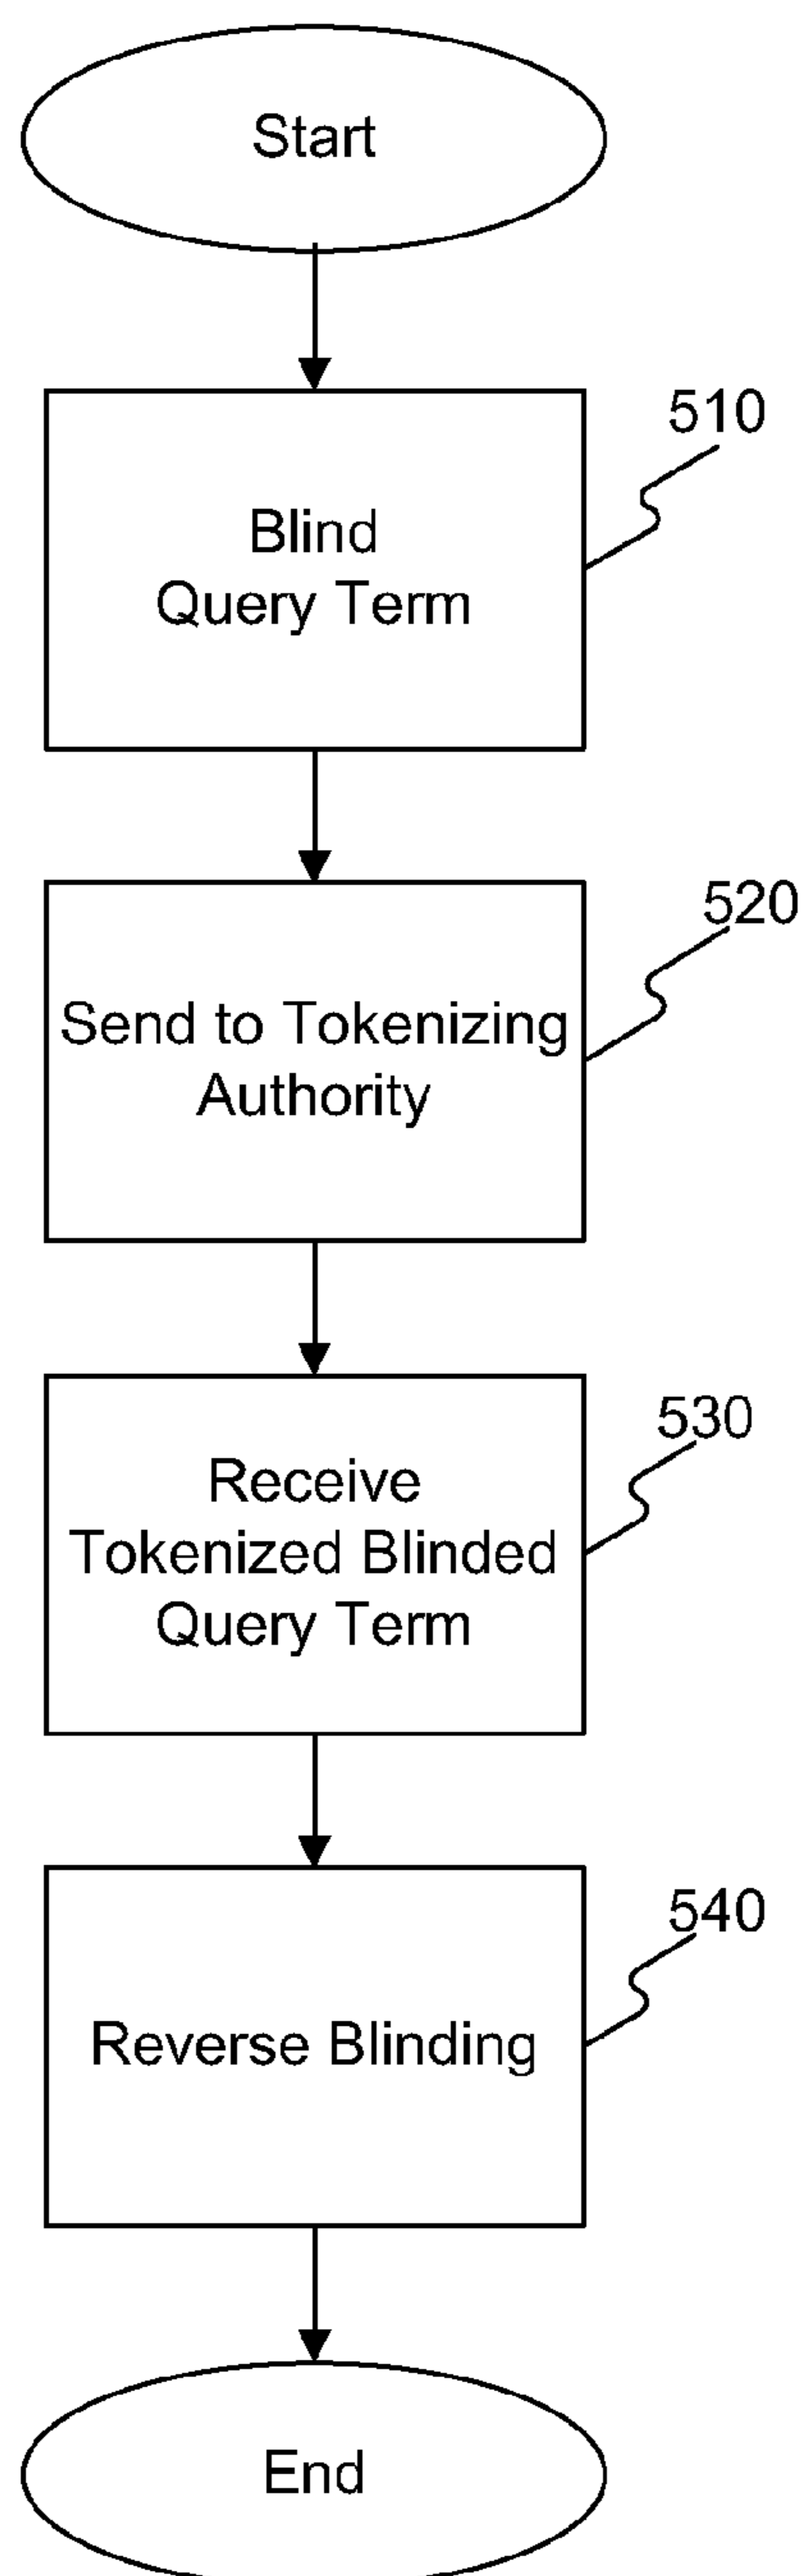 Start
510
Blind
Query Term
520
Send to Tokenizing
Authority
530
Receive
Tokenized Blinded
Query Term
540
Reverse Blinding
End